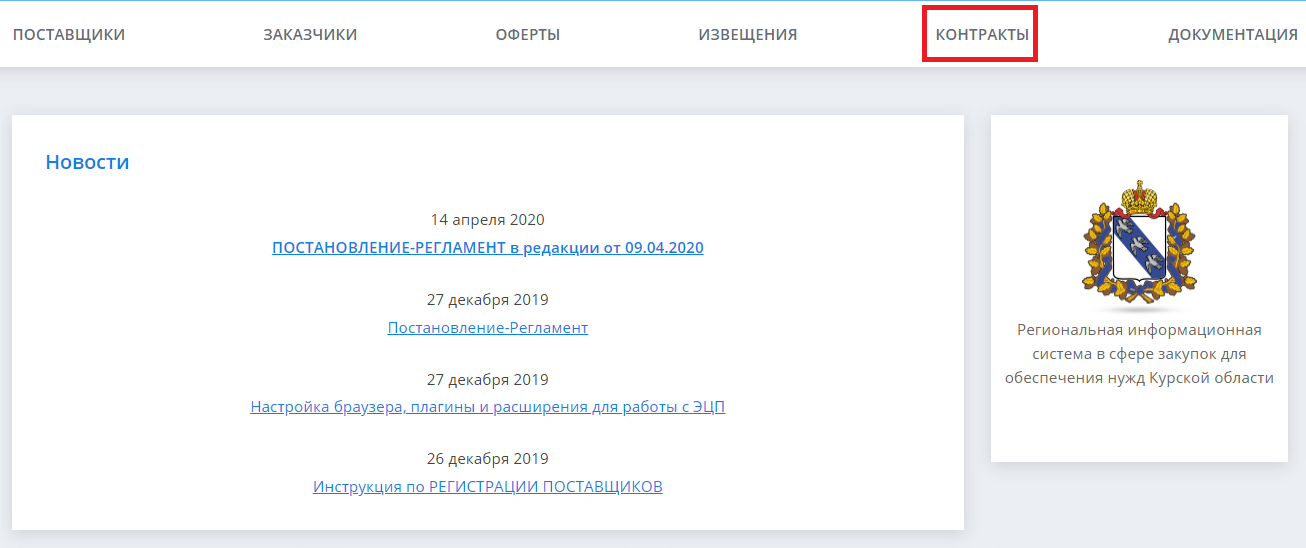 ПОСТАВЩИКИ ЗАКАЗЧИКИ ОФЕРТЫ ИЗВЕЩЕНИЯ КОНТРАКТЫ ДОКУМЕНТАЦИЯ
Новости
14 апреля 2020
ПОСТАНОВЛЕНИЕ-РЕГЛАМЕНТ в редакции от 09.04.2020
27 декабря 2019
Постановление-Регламент
27 декабря 2019
Настройка браузера, плагины и расширения для работы с ЭЦП
26 декабря 2019
Инструкция по РЕГИСТРАЦИИ ПОСТАВЩИКОВ
Региональная информационная
система в сфере закупок для
обеспечения нужд Курской области